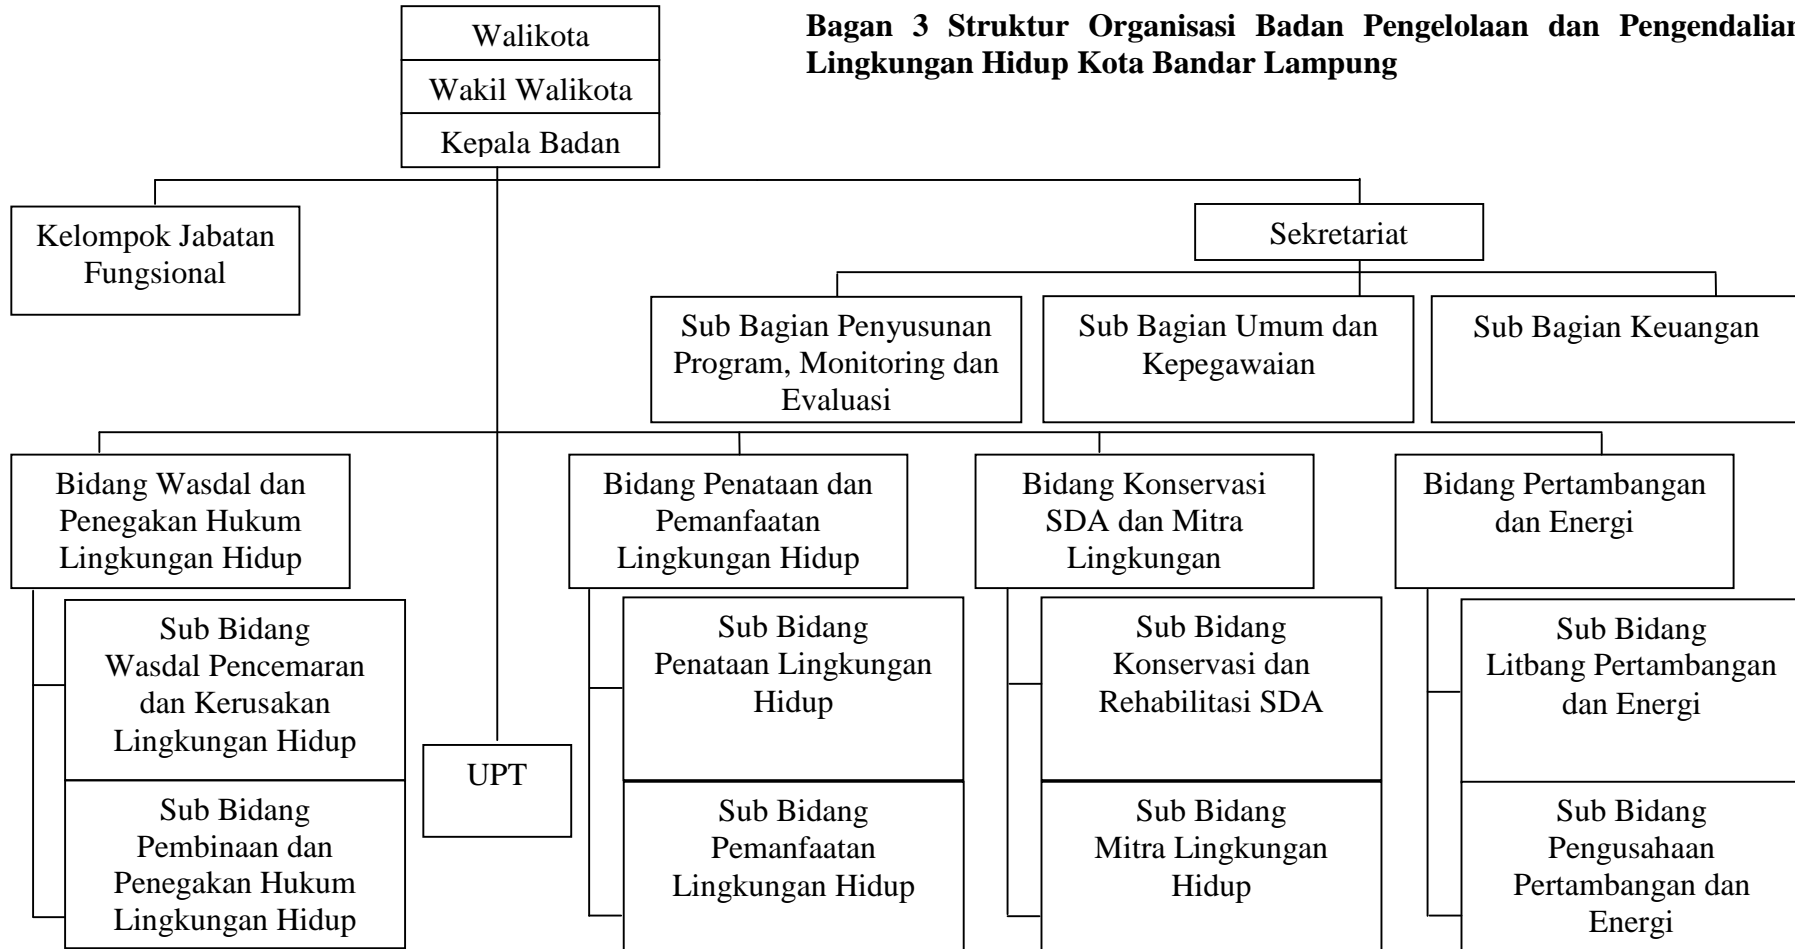 Bagan 3 Struktur Organisasi Badan Pengelolaan dan Pengendalian
Lingkungan Hidup Kota Bandar Lampung
Walikota
Wakil Walikota
Kepala Badan
Kelompok Jabatan
Fungsional
Sekretariat
Sub Bagian Penyusunan
Program, Monitoring dan
Evaluasi
Sub Bagian Umum dan
Kepegawaian
Sub Bagian Keuangan
Bidang Wasdal dan
Penegakan Hukum
Lingkungan Hidup
Bidang Penataan dan
Pemanfaatan
Lingkungan Hidup
Bidang Konservasi
SDA dan Mitra
Lingkungan
Bidang Pertambangan
dan Energi
Sub Bidang
Wasdal Pencemaran
dan Kerusakan
Lingkungan Hidup
Sub Bidang
Pembinaan dan
Penegakan Hukum
Lingkungan Hidup
UPT
Sub Bidang
Penataan Lingkungan
Hidup
Sub Bidang
Pemanfaatan
Lingkungan Hidup
Sub Bidang
Konservasi dan
Rehabilitasi SDA
Sub Bidang
Mitra Lingkungan
Hidup
Sub Bidang
Litbang Pertambangan
dan Energi
Sub Bidang
Pengusahaan
Pertambangan dan
Energi